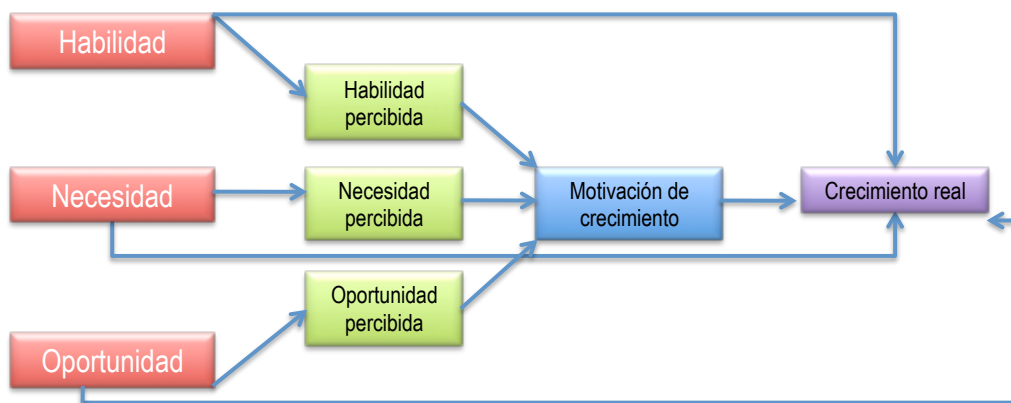 Habilidad
Habilidad
percibida
Necesidad
Necesidad
percibida
Motivación de
crecimiento
Crecimiento real
Oportunidad
percibida
Oportunidad